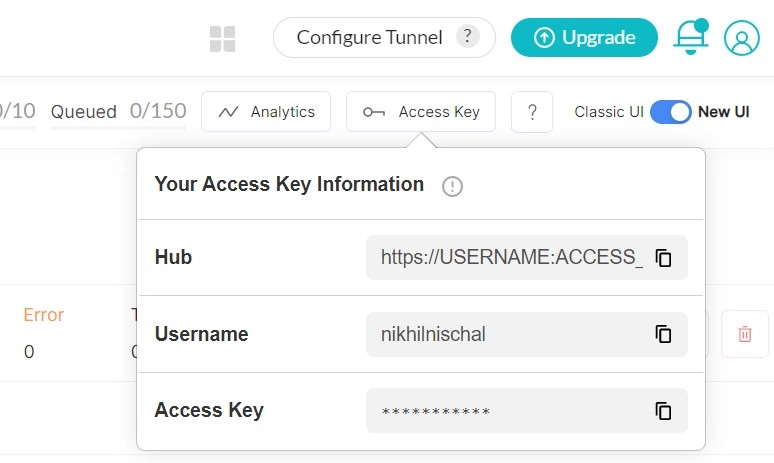 Configure Tunnel ?
Upgrade
0/10 Queued 0/150 Analytics Access Key ? Classic UI New UI
Your Access Key Information
Hub https://USERNAME:ACCESS_
Error
Username nikhilnischal
0
Access Key ***********